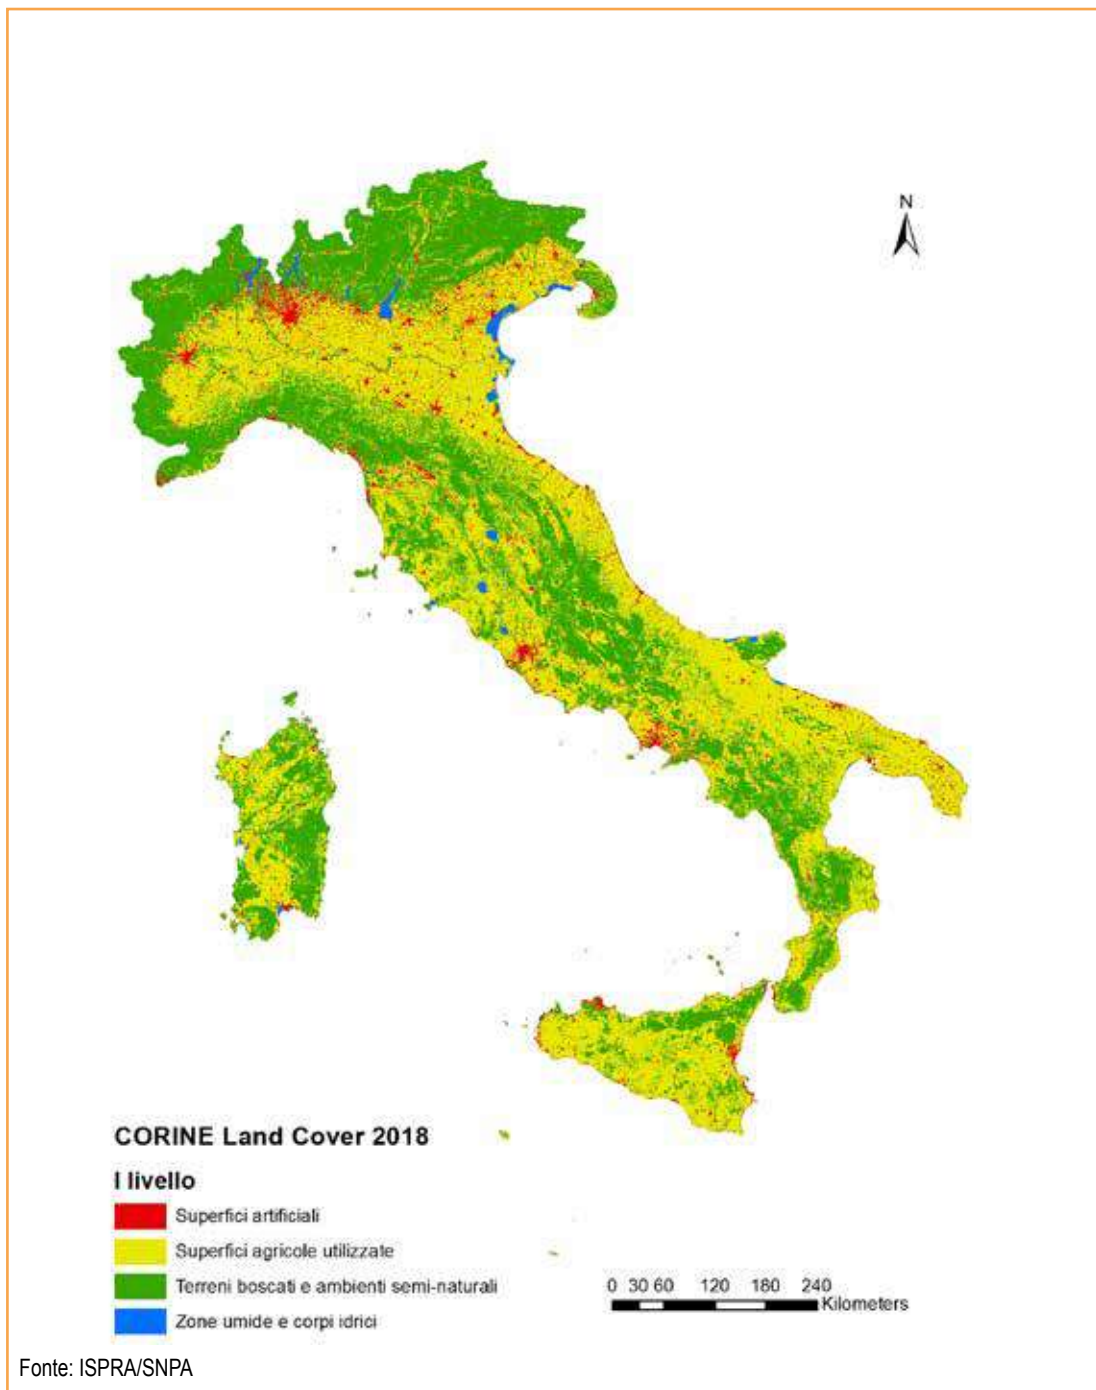 N
CORINE Land Cover 2018
I livello
Superfici artificiali
Superfici agricole utilizzate
Terreni boscati e ambienti semi-naturali
Zone umide e corpi idrici
0 30 60 120 180 240
Kilometers
Fonte: ISPRA/SNPA